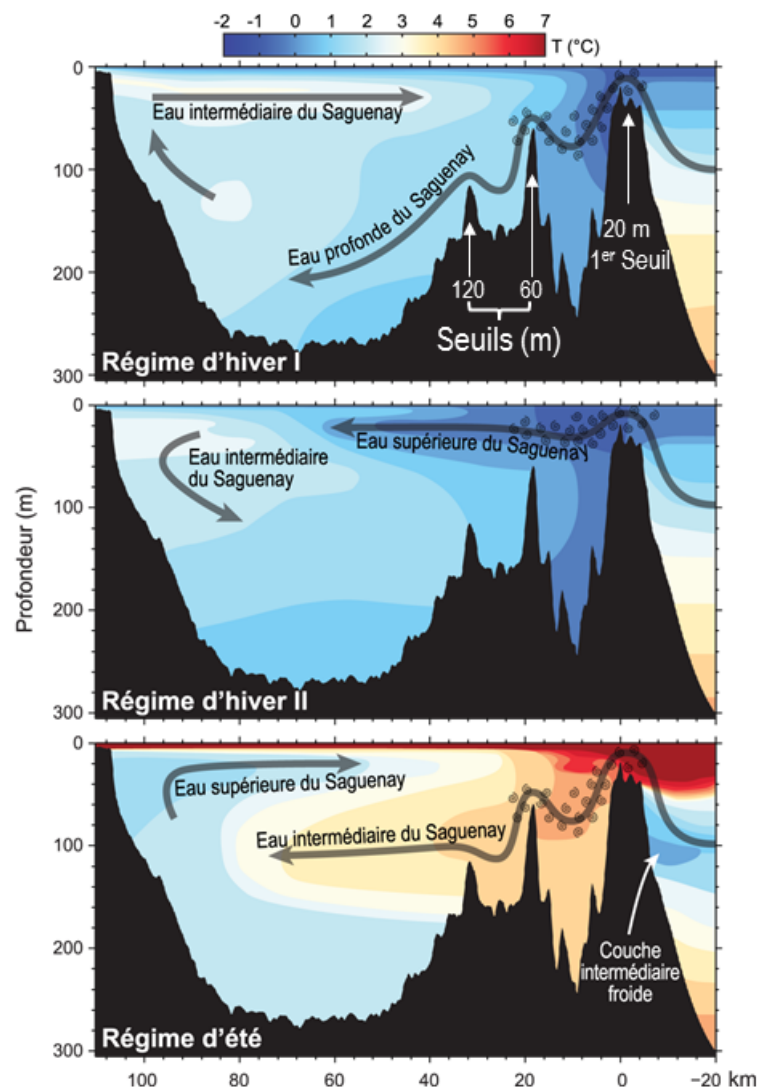 -2 -1 0 1 2 3 4 5 6 7
T (°C)
0
100
200
300
Eau intermédiaire du Saguenay
Eau profonde du Saguenay
20 m
1er Seuil
120 60
Seuils (m)
Régime d'hiver I
Profondeur (m)
0
100
200
300
Eau supérieure du Saguenay
Eau intermédiaire
du Saguenay
Régime d'hiver II
0
100
200
300
Eau supérieure du Saguenay
Eau intermédiaire du Saguenay
Couche
intermédiaire
froide
Régime d'été
100 80 60 40 20 0 -20 km